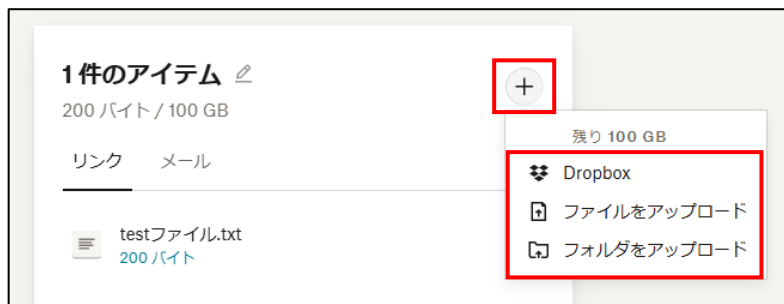 1件のアイテム
200 バイト / 100 GB
リンク メール
testファイル.txt
200 バイト
残り 100 GB
Dropbox
ファイルをアップロード
フォルダをアップロード